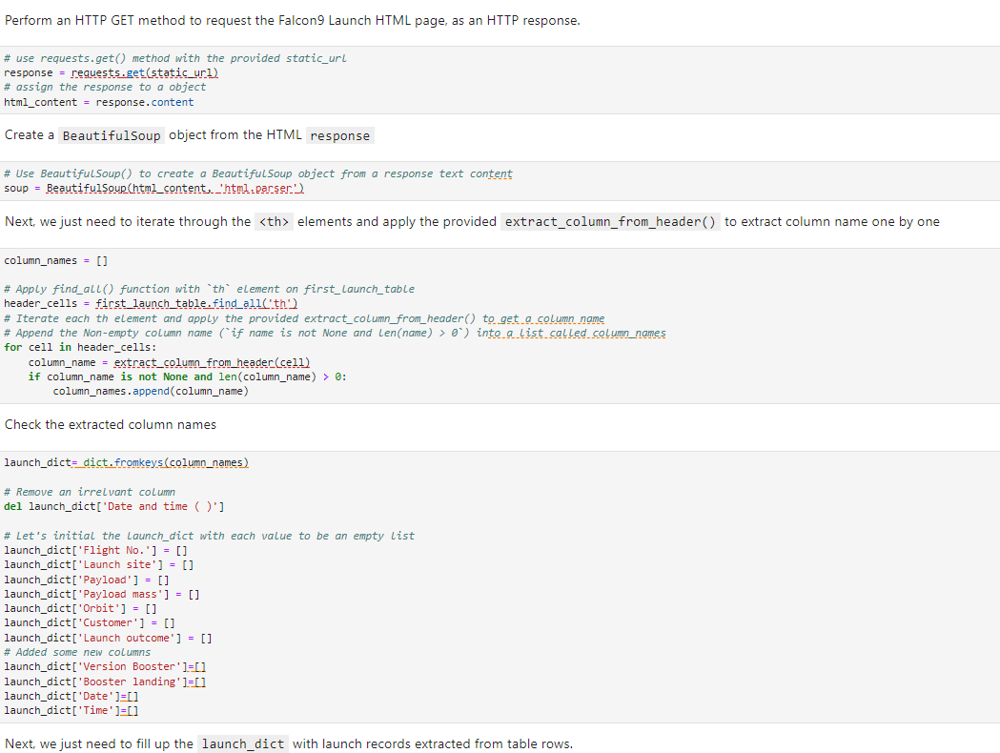 Perform an HTTP GET method to request the Falcon9 Launch HTML page, as an HTTP response.
# use requests.get() method with the provided static_url
response = requests.get(static_url)
# assign the response to a object
html_content = response.content
Create a BeautifulSoup object from the HTML response
# Use BeautifulSoup() to create a BeautifulSoup object from a response text content
soup = BeautifulSoup(html_content, 'html.parser')
Next, we just need to iterate through the <th> elements and apply the provided extract_column_from_header() to extract column name one by one
column_names = []
# Apply find_all() function with `th` element on first_launch_table
header_cells = first_launch_table.find_all('th')
# Iterate each th element and apply the provided extract_column_from_header() to get a column name
# Append the Non-empty column name (`if name is not None and len(name) > 0`) into a list called column_names
for cell in header_cells:
    column_name = extract_column_from_header(cell)
    if column_name is not None and len(column_name) > 0:
        column_names.append(column_name)
Check the extracted column names
launch_dict= dict.fromkeys(column_names)
# Remove an irrelvant column
del launch_dict['Date and time ( )']
# Let's initial the launch_dict with each value to be an empty list
launch_dict['Flight No.'] = []
launch_dict['Launch site'] = []
launch_dict['Payload'] = []
launch_dict['Payload mass'] = []
launch_dict['Orbit'] = []
launch_dict['Customer'] = []
launch_dict['Launch outcome'] = []
# Added some new columns
launch_dict['Version Booster']=[]
launch_dict['Booster landing']=[]
launch_dict['Date']=[]
launch_dict['Time']=[]
Next, we just need to fill up the launch_dict with launch records extracted from table rows.